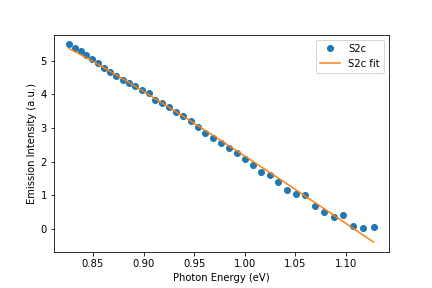 S2c
S2c fit
Emission Intensity (a.u.)
5
4
3
2
1
0
0.85 0.90 0.95 1.00 1.05 1.10
Photon Energy (eV)